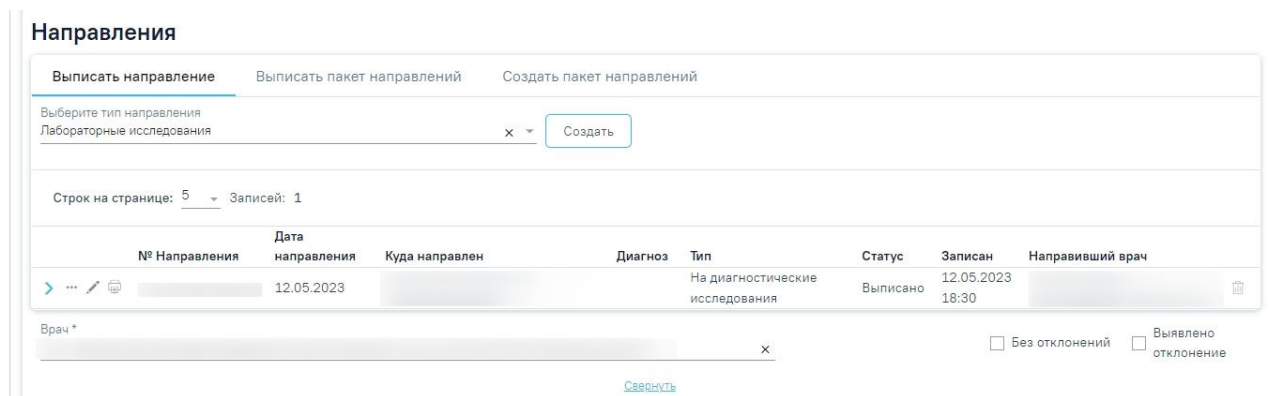 Направления
Выписать направление Выписать пакет направлений Создать пакет направлений
Выберите тип направления
Лабораторные исследования × Создать
Строк на странице: 5 Записей: 1
№ Направления Дата направления Куда направлен Диагноз Тип Статус Записан Направивший врач
12.05.2023 На диагностические исследования Выписано 12.05.2023 18:30
Врач *
× Без отклонений Выявлено отклонение
Свернуть